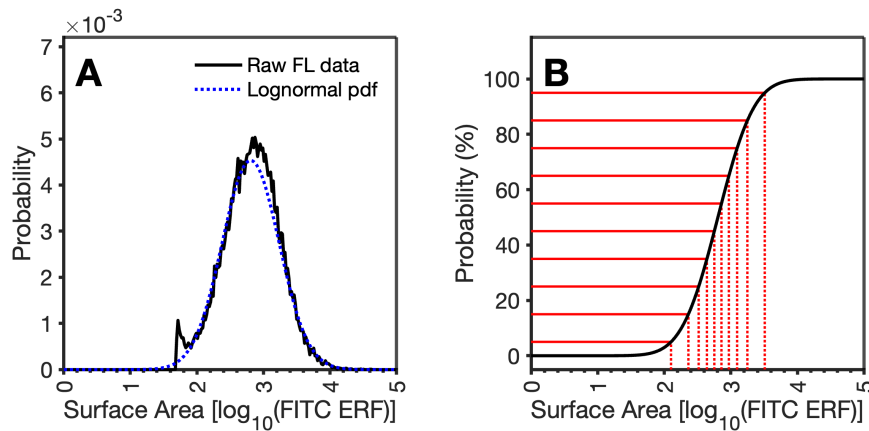 ×10⁻³
A
Raw FL data
Lognormal pdf
Probability
7
6
5
4
3
2
1
0
0 1 2 3 4 5
Surface Area [log₁₀(FITC ERF)]
B
Probability (%)
100
80
60
40
20
0
0 1 2 3 4 5
Surface Area [log₁₀(FITC ERF)]